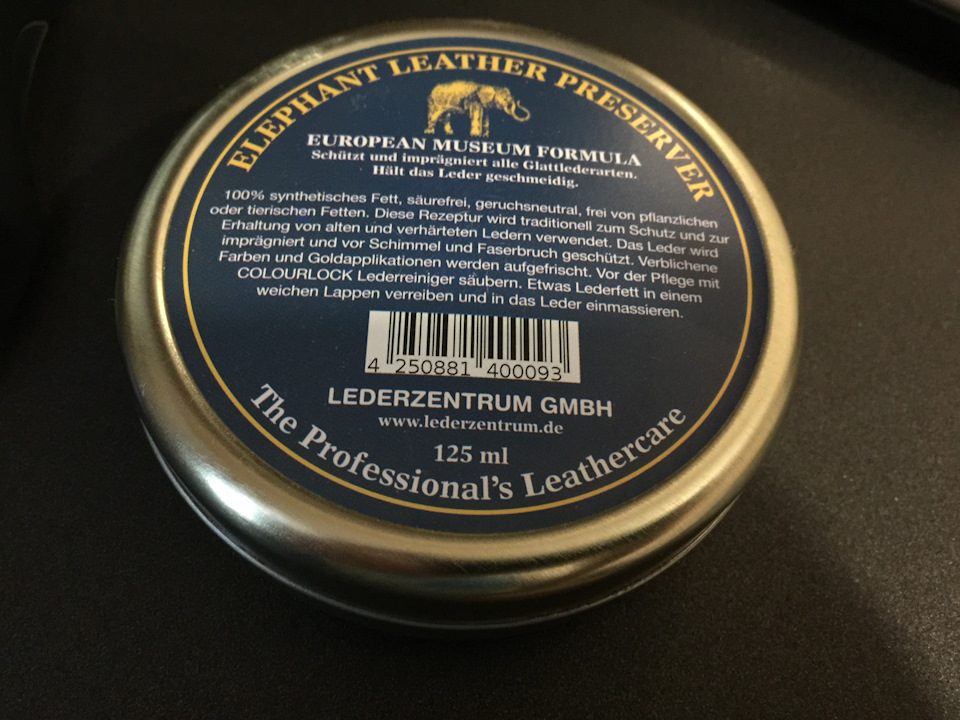 ELEPHANT LEATHER PRESERVER
EUROPEAN MUSEUM FORMULA
Schützt und imprägniert alle Glattlederarten.
Hält das Leder geschmeidig.
100% synthetisches Fett, säurefrei, geruchsneutral, frei von pflanzlichen
oder tierischen Fetten. Diese Rezeptur wird traditionell zum Schutz und zur
Erhaltung von alten und verhärteten Ledern verwendet. Das Leder wird
imprägniert und vor Schimmel und Faserbruch geschützt. Verblichene
Farben und Goldapplikationen werden aufgefrischt. Vor der Pflege mit
COLOURLOCK Lederreiniger säubern. Etwas Lederfett in einem
weichen Lappen verreiben und in das Leder einmassieren.
4 250881 400093
LEDERZENTRUM GMBH
www.lederzentrum.de
125 ml
The Professional's Leathercare